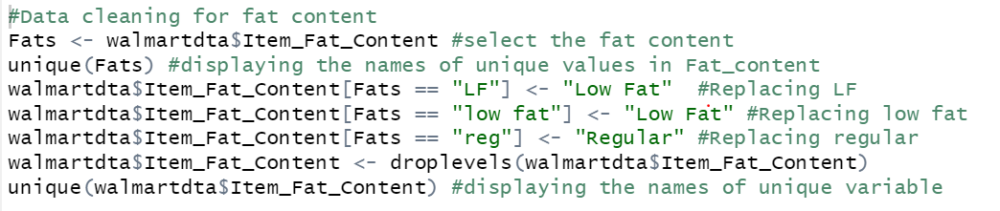 #Data cleaning for fat content
Fats <- walmartdta$Item_Fat_Content #select the fat content
unique(Fats) #displaying the names of unique values in Fat_content
walmartdta$Item_Fat_Content[Fats == "LF"] <- "Low Fat"  #Replacing LF
walmartdta$Item_Fat_Content[Fats == "low fat"] <- "Low Fat" #Replacing low fat
walmartdta$Item_Fat_Content[Fats == "reg"] <- "Regular" #Replacing regular
walmartdta$Item_Fat_Content <- droplevels(walmartdta$Item_Fat_Content)
unique(walmartdta$Item_Fat_Content) #displaying the names of unique variable